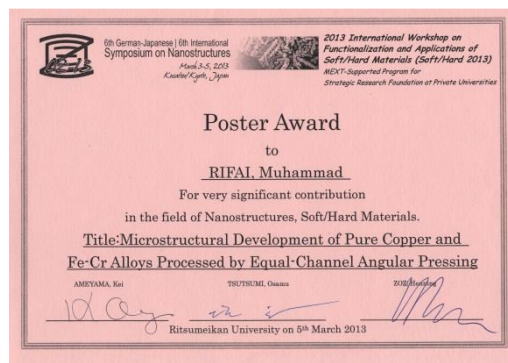 6th German-Japanese | 6th International
Symposium on Nanostructures
March 3-5, 2013
Kyoto, Japan
2013 International Workshop on
Functionalization and Applications of
Soft/Hard Materials (Soft/Hard 2013)
MEXT-Supported Program for
Strategic Research Foundation at Private Universities
Poster Award
to
RIFAI, Muhammad
For very significant contribution
in the field of Nanostructures, Soft/Hard Materials.
Title:Microstructural Development of Pure Copper and
Fe-Cr Alloys Processed by Equal-Channel Angular Pressing
AMEYAMA, Kei
TSUTSUMI, Osamu
ZOZ, Henning
Ritsumeikan University on 5th March 2013